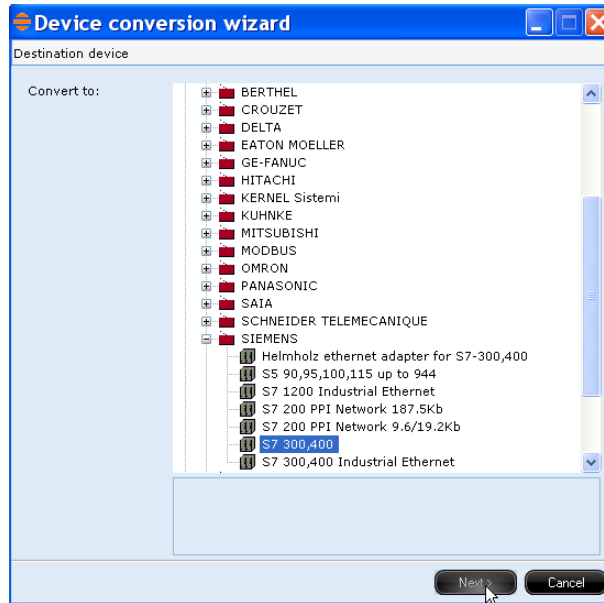 Device conversion wizard
Destination device
Convert to:
BERTHEL
CROUZET
DELTA
EATON MOELLER
GE-FANUC
HITACHI
KERNEL Sistemi
KUHNKE
MITSUBISHI
MODBUS
OMRON
PANASONIC
SAIA
SCHNEIDER TELEMECANIQUE
SIEMENS
Helmholz ethernet adapter for S7-300,400
S5 90,95,100,115 up to 944
S7 1200 Industrial Ethernet
S7 200 PPI Network 187.5Kb
S7 200 PPI Network 9.6/19.2Kb
S7 300,400
S7 300,400 Industrial Ethernet
Next > Cancel